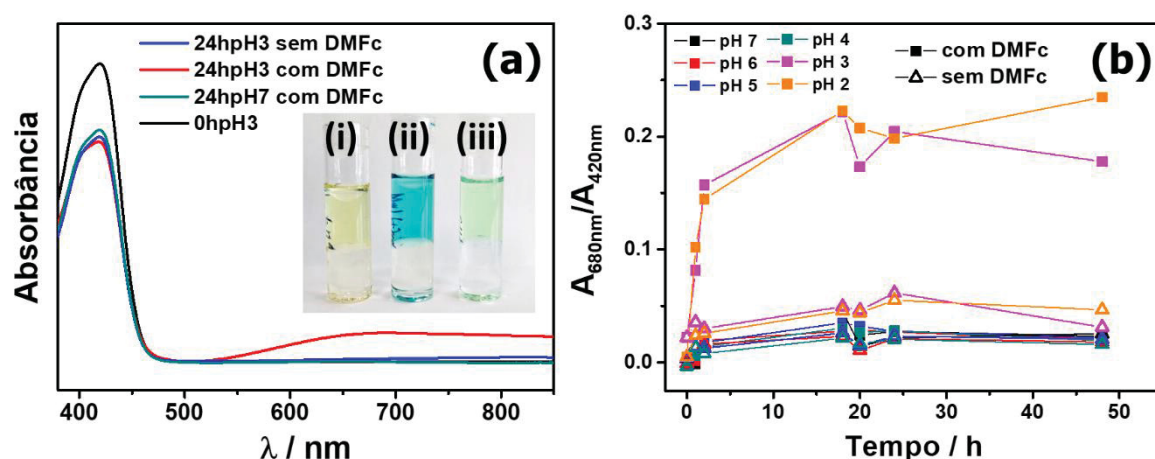 (a)
24hpH3 sem DMFc
24hpH3 com DMFc
24hpH7 com DMFc
0hpH3
(i) (ii) (iii)
Absorbância
400 500 600 700 800
λ / nm
(b)
0.3
0.2
0.1
0.0
A680nm/A420nm
pH 7
pH 6
pH 5
pH 4
pH 3
pH 2
com DMFc
sem DMFc
0 10 20 30 40 50
Tempo / h